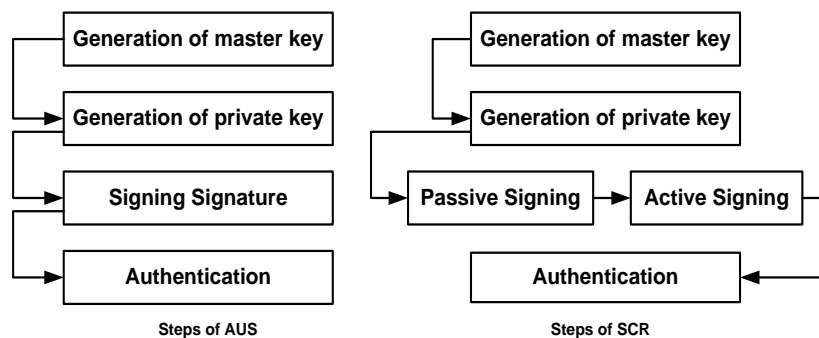 Generation of master key
Generation of private key
Signing Signature
Authentication
Steps of AUS
Generation of master key
Generation of private key
Passive Signing
Active Signing
Authentication
Steps of SCR